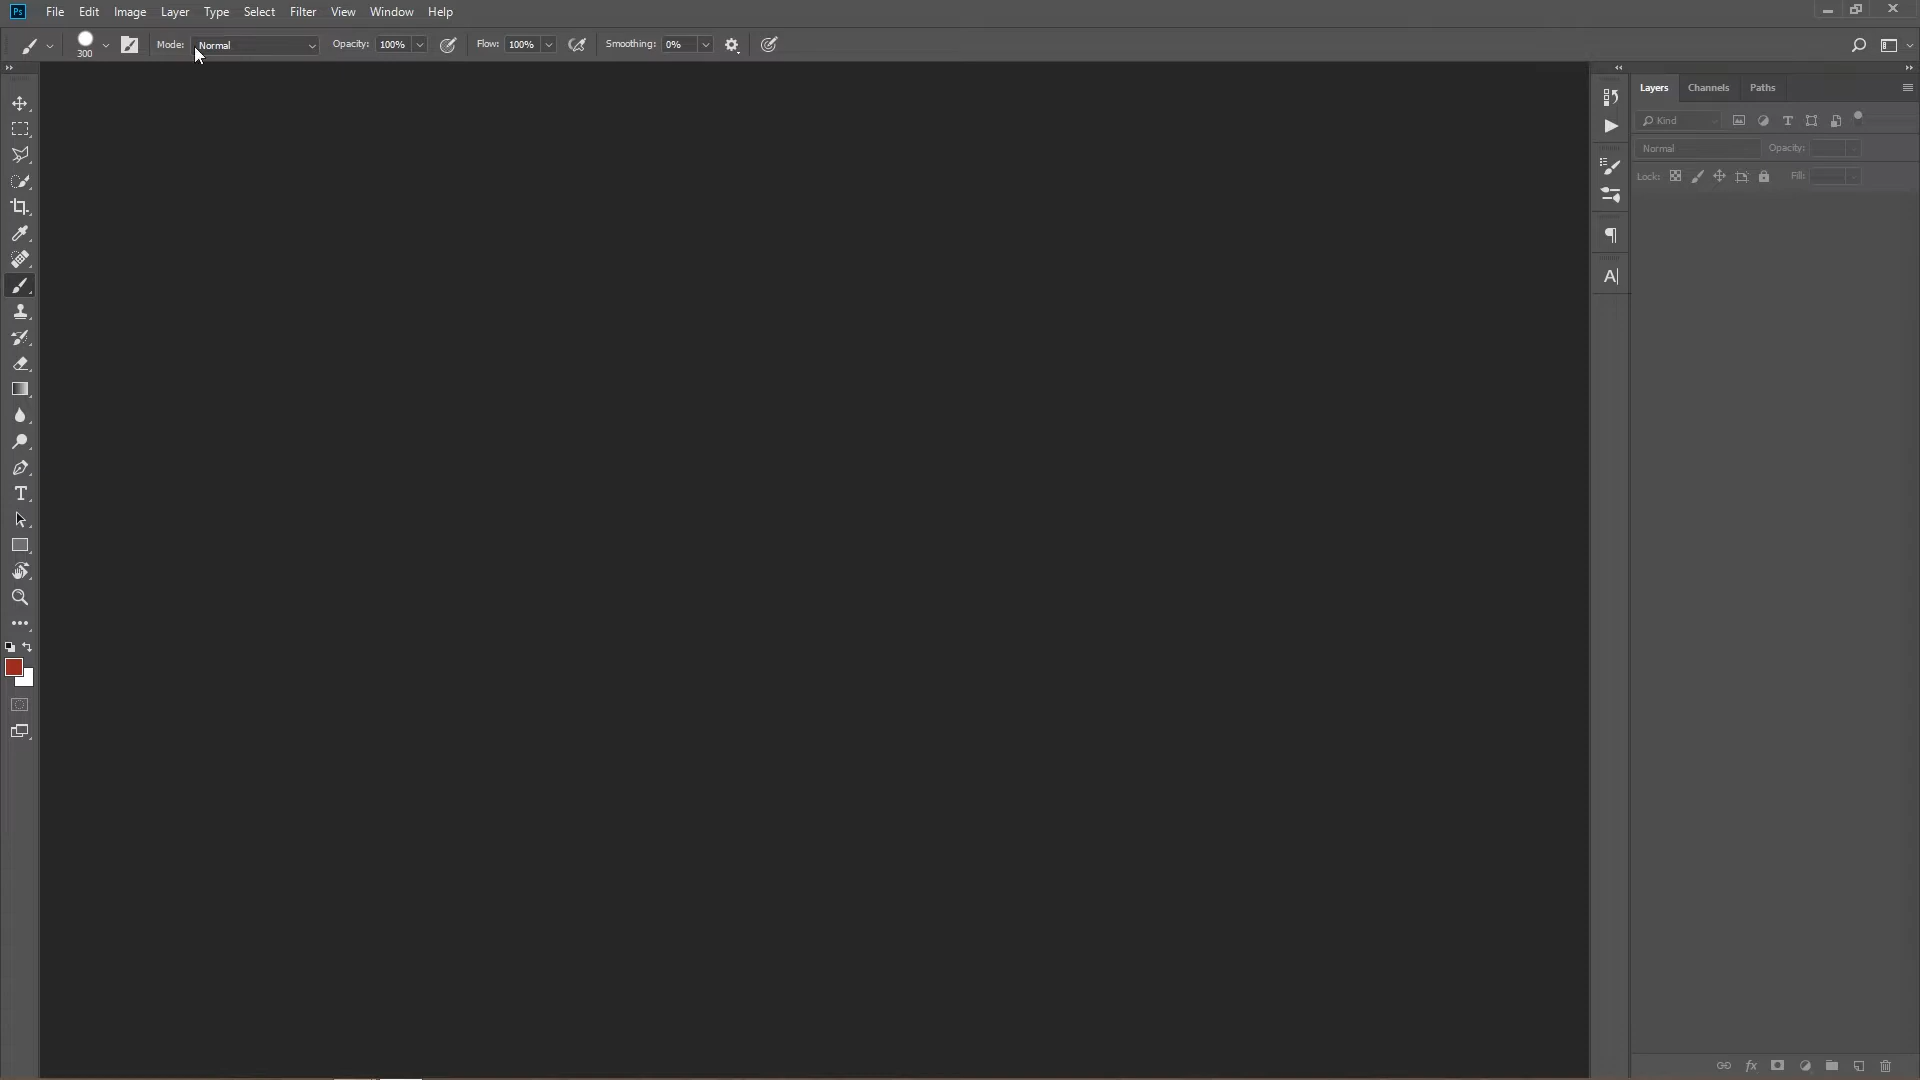 Ps File Edit Image Layer Type Select Filter View Window Help
300 Mode: Normal Opacity: 100% Flow: 100% Smoothing: 0%
Layers Channels Paths
Kind
Normal Opacity:
Lock: Fill: